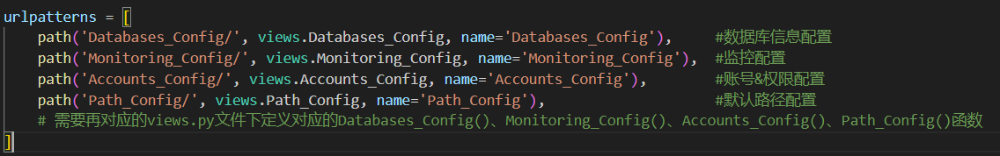 urlpatterns = [
    path('Databases_Config/', views.Databases_Config, name='Databases_Config'),     #数据库信息配置
    path('Monitoring_Config/', views.Monitoring_Config, name='Monitoring_Config'),  #监控配置
    path('Accounts_Config/', views.Accounts_Config, name='Accounts_Config'),        #账号&权限配置
    path('Path_Config/', views.Path_Config, name='Path_Config'),                    #默认路径配置
    # 需要再对应的views.py文件下定义对应的Databases_Config()、Monitoring_Config()、Accounts_Config()、Path_Config()函数
]